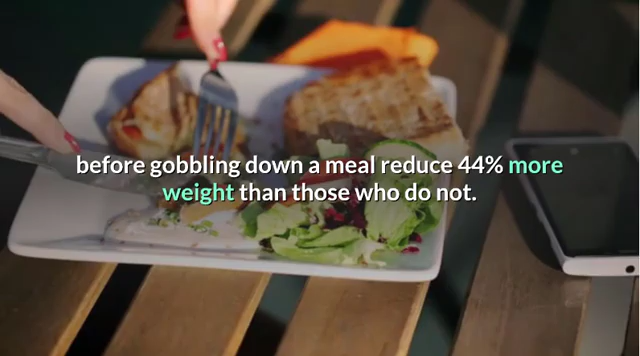 before gobbling down a meal reduce 44% more
weight than those who do not.